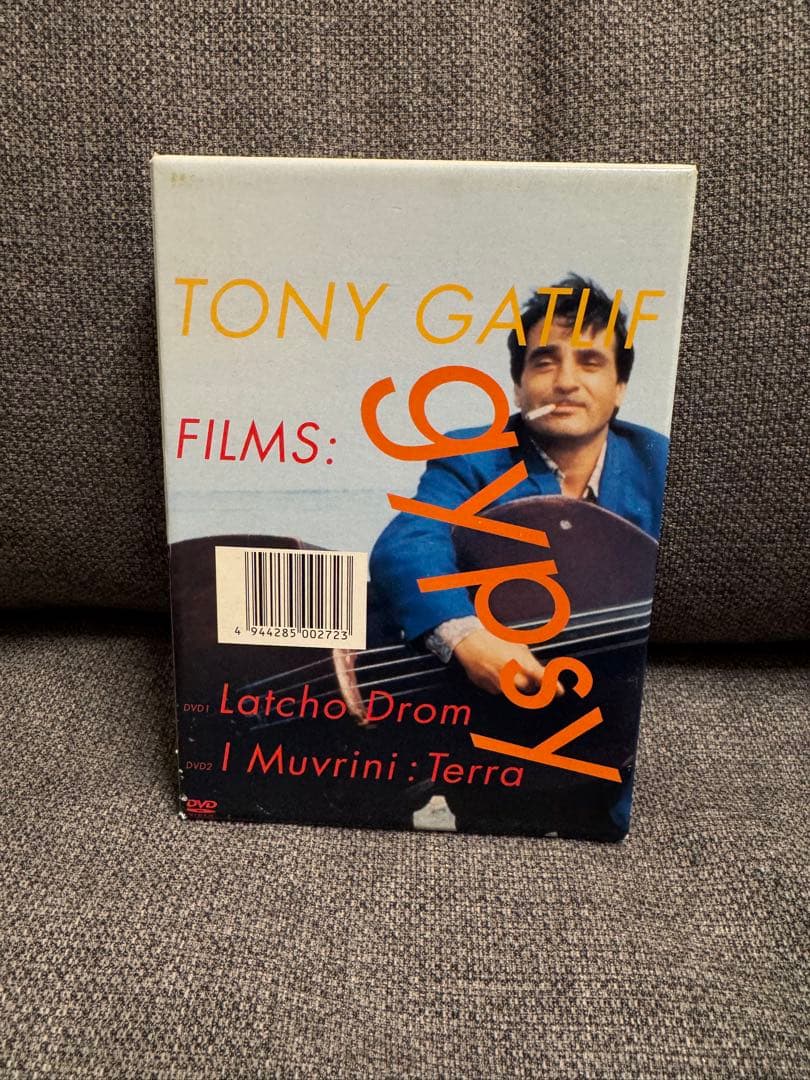 TONY GATLIF
FILMS:
gypsy
4 944285 002723
DVD1 Latcho Drom
DVD2 I Muvrini : Terra
DVD